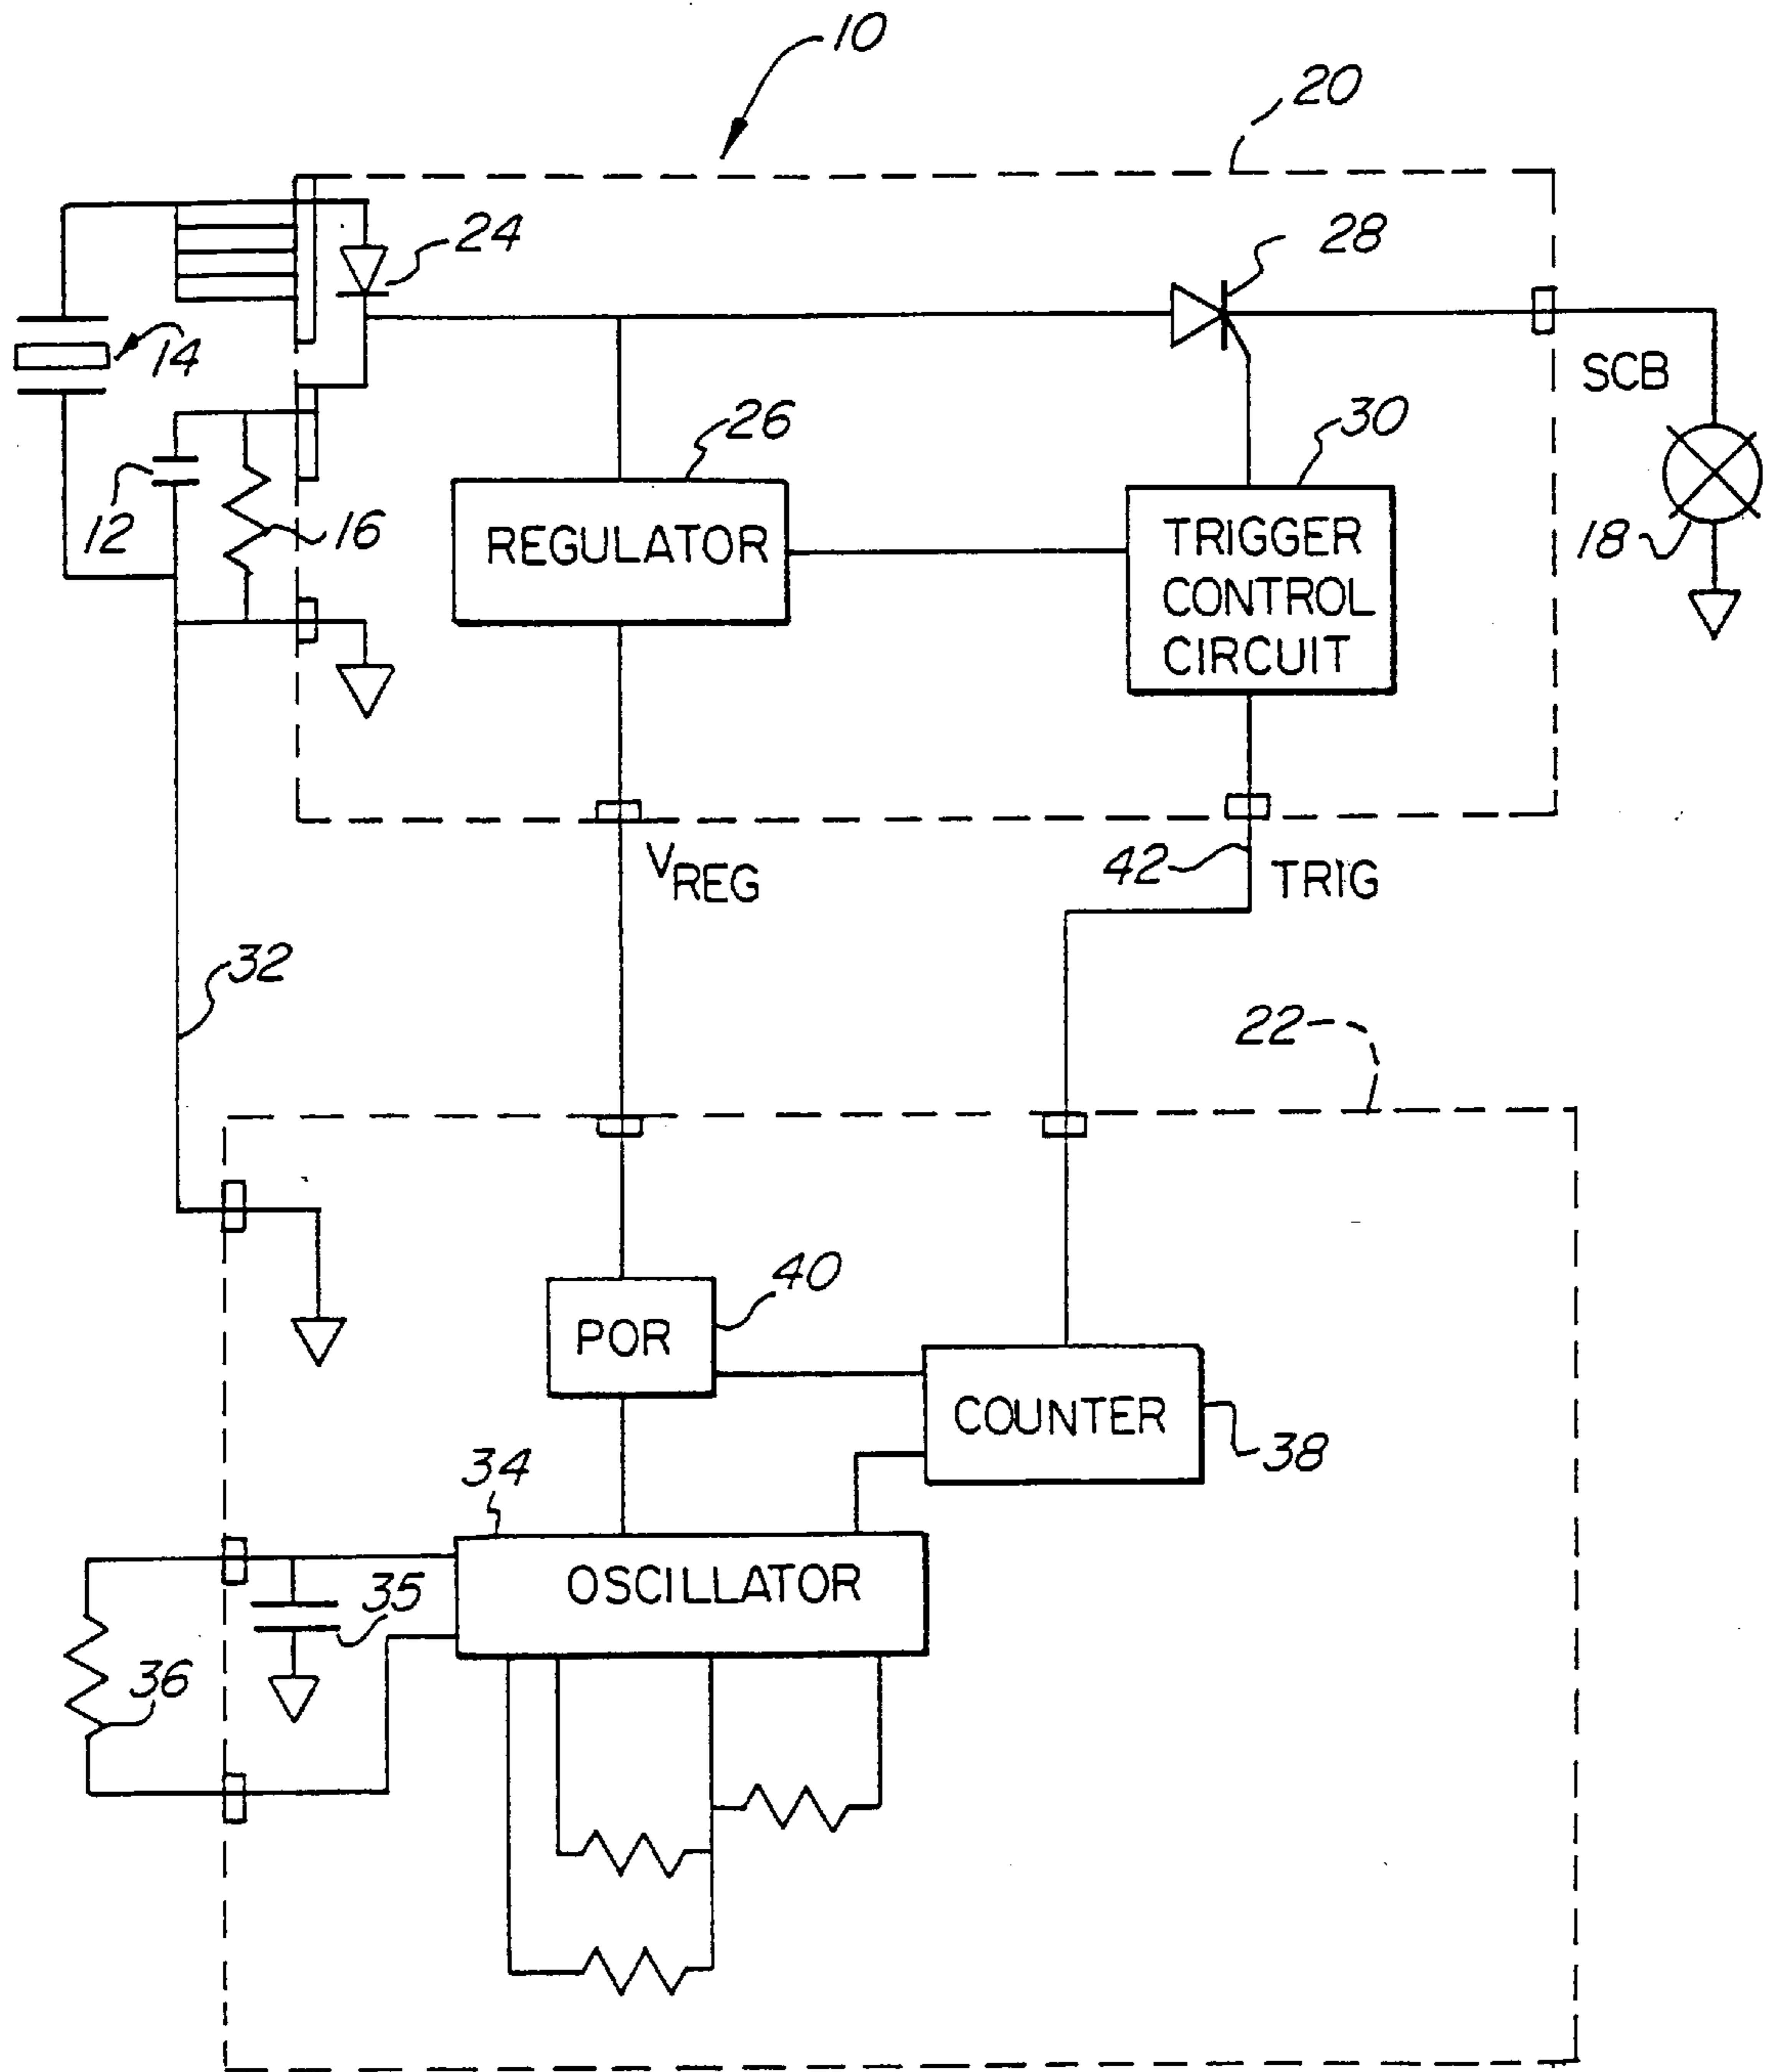 10
20
24
28
14
SCB
26
30
12
16
REGULATOR
TRIGGER
CONTROL
CIRCUIT
18
VREG
42
TRIG
32
22
40
POR
COUNTER
38
34
OSCILLATOR
35
36